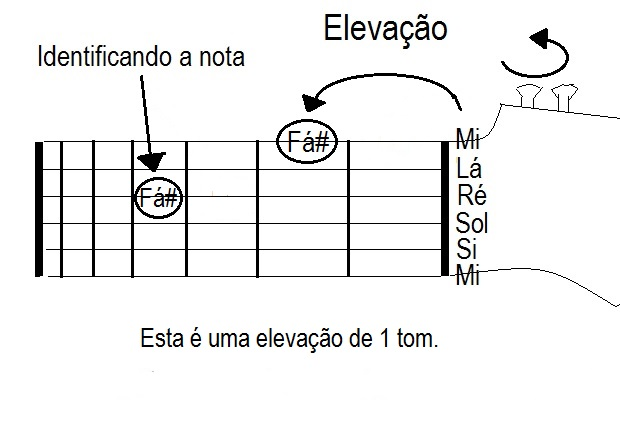 Elevação
Identificando a nota
Fá#
Mi
Lá
Fá#
Ré
Sol
Si
Mi
Esta é uma elevação de 1 tom.